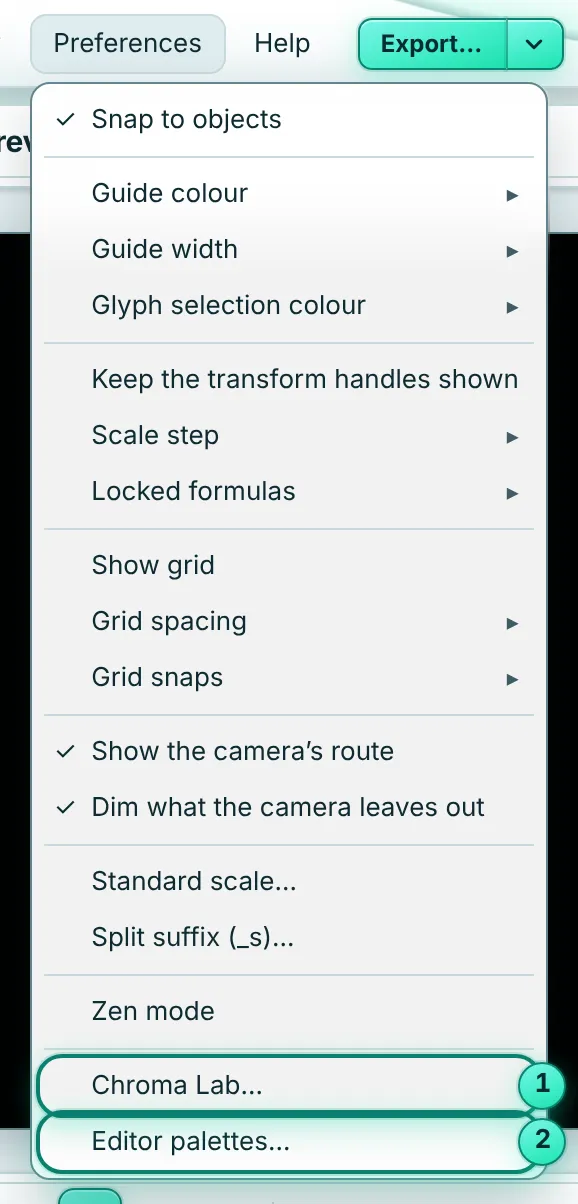 Preferences
Help
Export...
Snap to objects
Guide colour
Guide width
Glyph selection colour
Keep the transform handles shown
Scale step
Locked formulas
Show grid
Grid spacing
Grid snaps
Show the camera’s route
Dim what the camera leaves out
Standard scale...
Split suffix (_s)...
Zen mode
Chroma Lab...
1
Editor palettes...
2